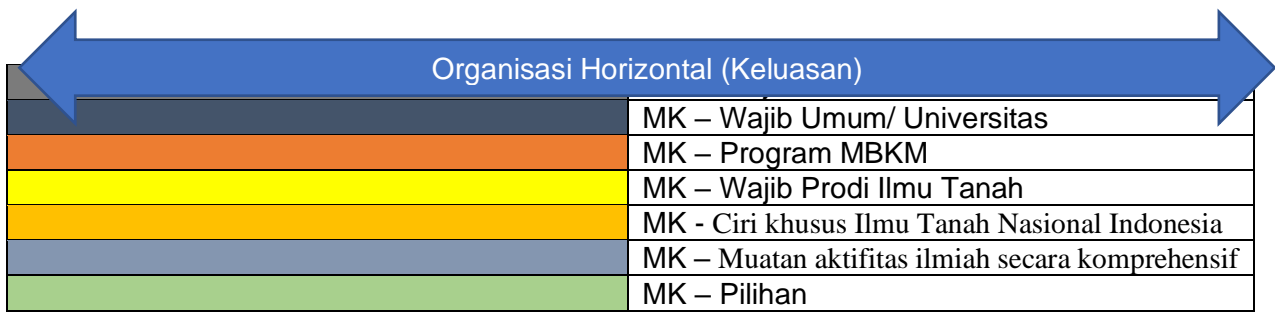 Organisasi Horizontal (Keluasan)
MK – Wajib Umum/ Universitas
MK – Program MBKM
MK – Wajib Prodi Ilmu Tanah
MK - Ciri khusus Ilmu Tanah Nasional Indonesia
MK – Muatan aktifitas ilmiah secara komprehensif
MK – Pilihan